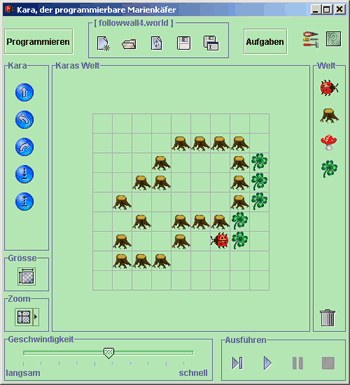 Kara, der programmierbare Marienkäfer
[ followwall4.world ]
Programmieren
Aufgaben
Kara
Karas Welt
Welt
Grösse
Zoom
Geschwindigkeit
langsam
schnell
Ausführen